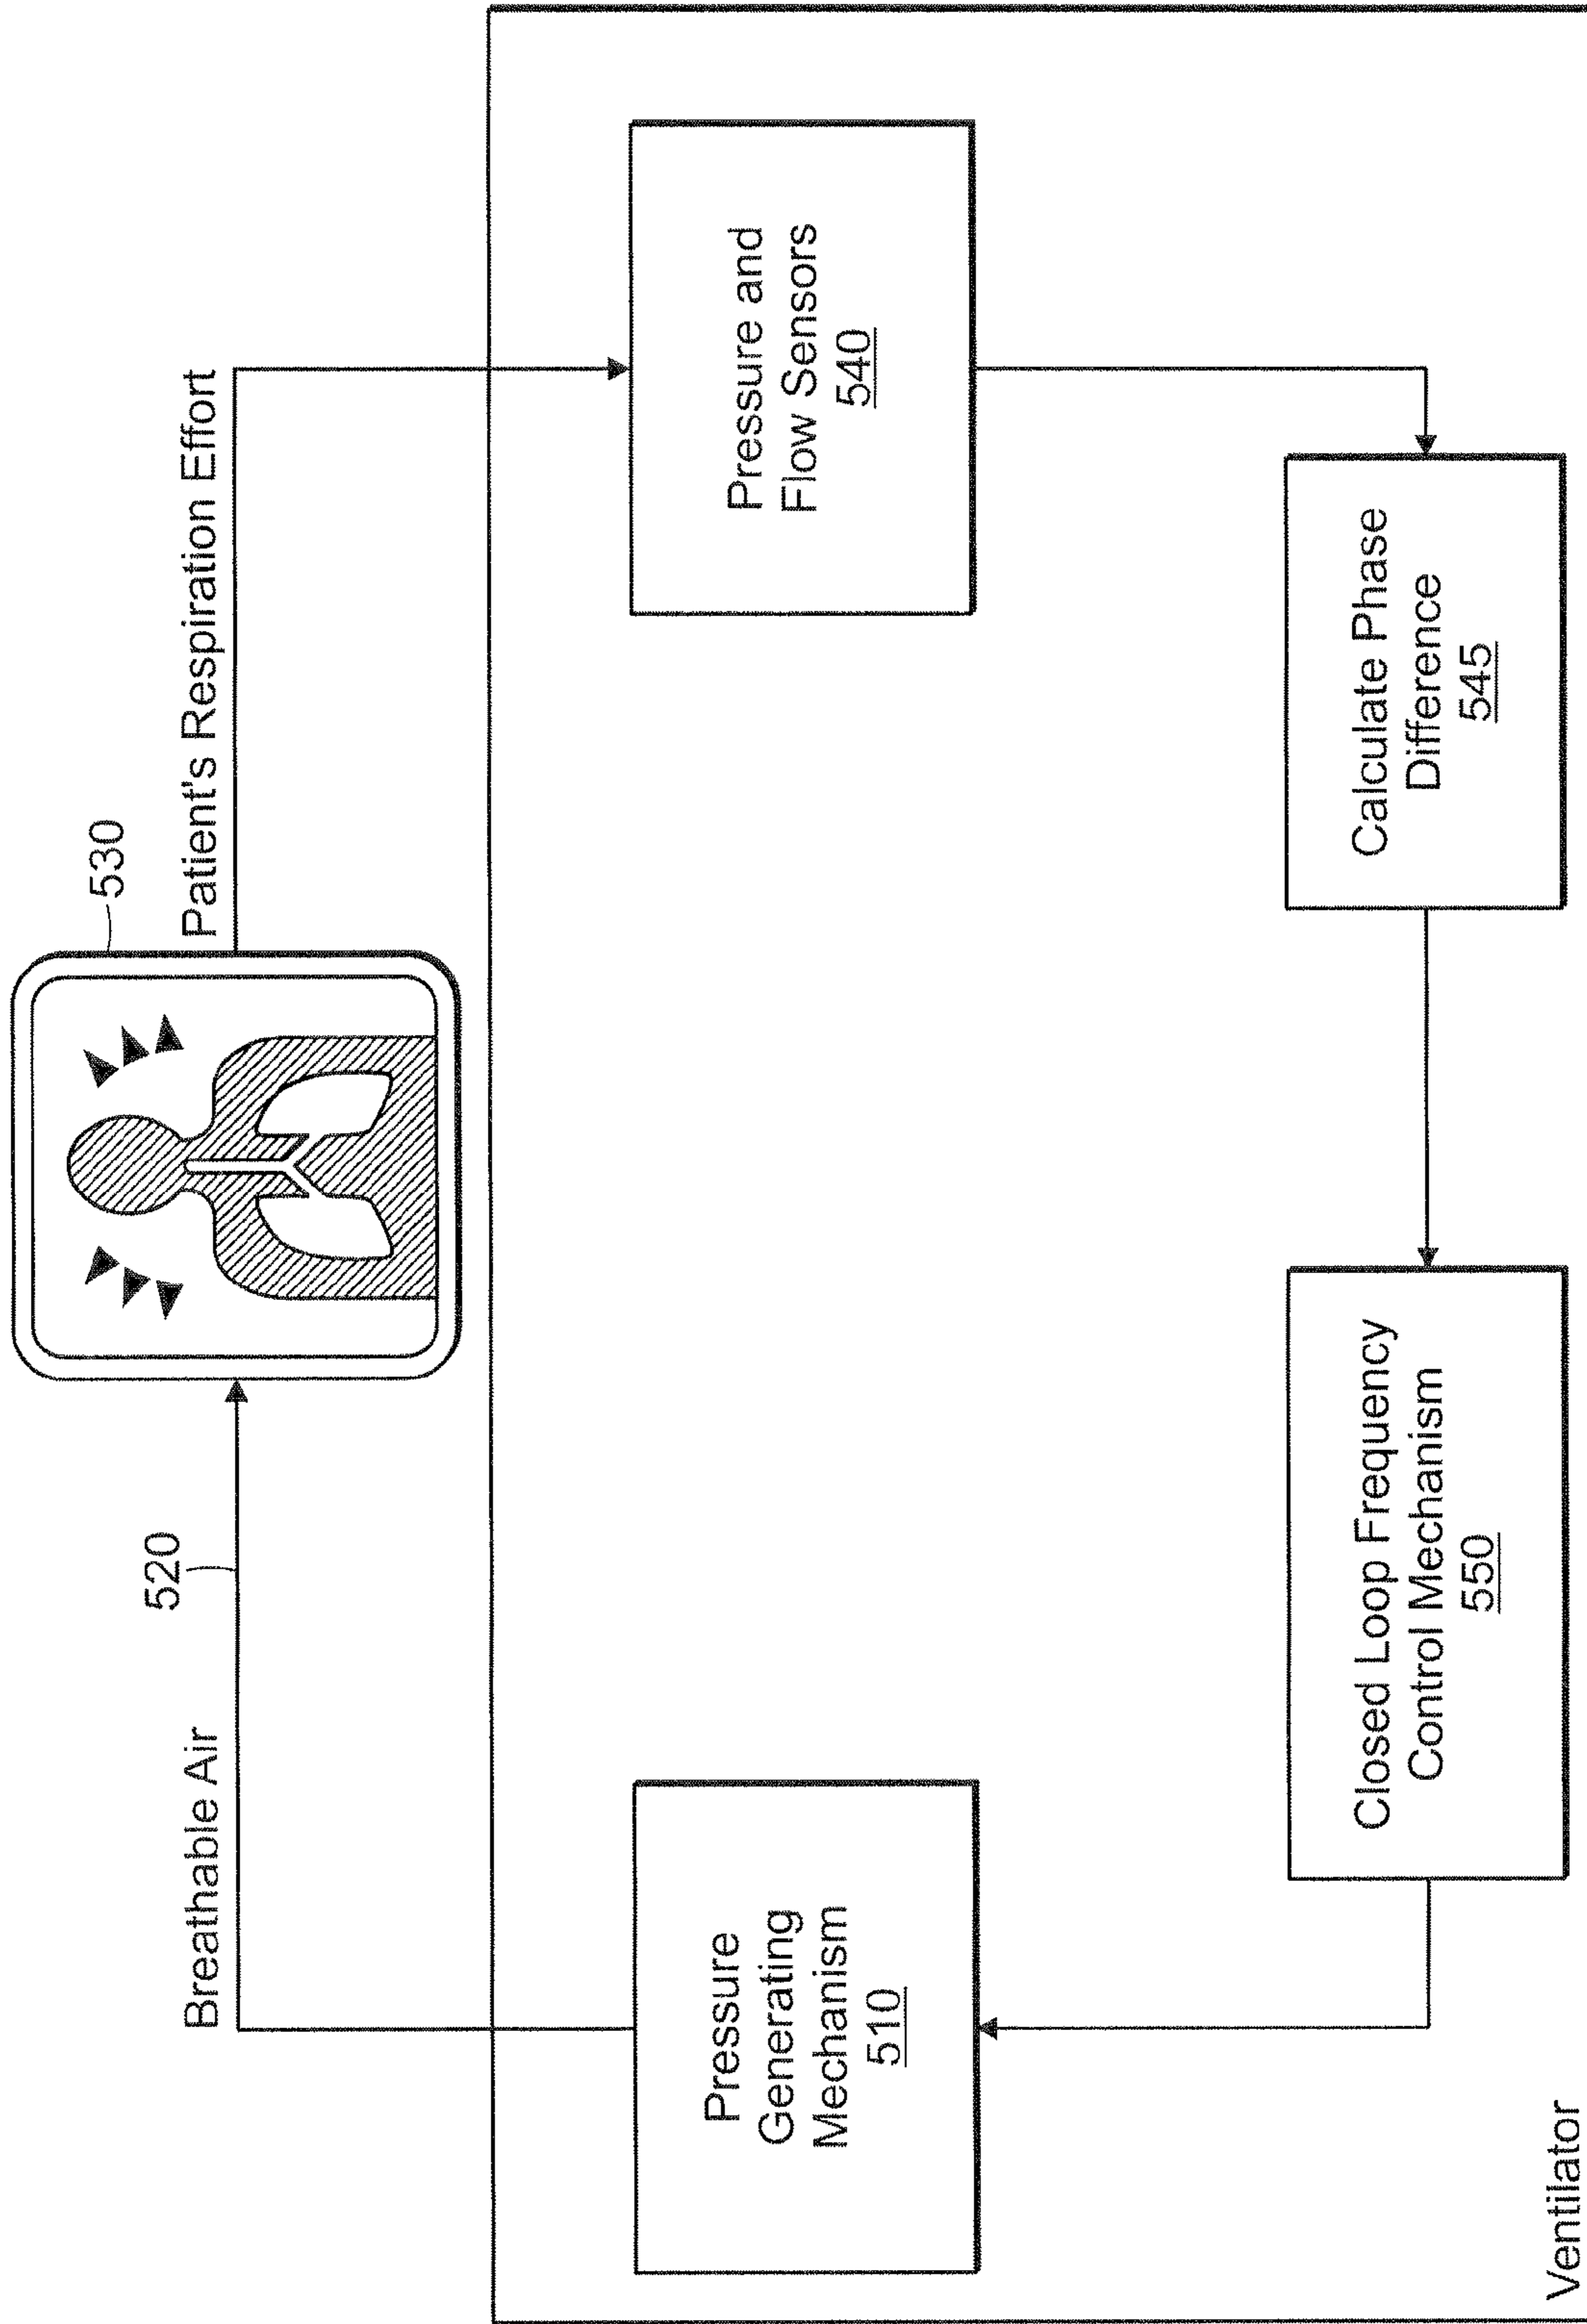 530
520
Breathable Air
Patient's Respiration Effort
Pressure
Generating
Mechanism
510
Pressure and
Flow Sensors
540
Closed Loop Frequency
Control Mechanism
550
Calculate Phase
Difference
545
Ventilator